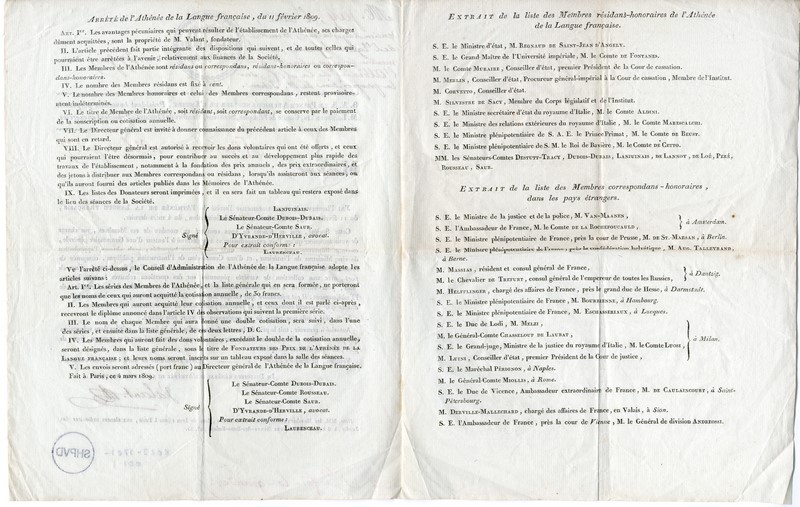 ARRÊTÉ de l'Athénée de la Langue française, du 11 février 1809.
ART. Ier. Les avantages pécuniaires qui peuvent résulter de l'établissement de l'Athénée, ses charges
dûment acquittées, sont la propriété de M. Valant, fondateur.
II. L'article précédent fait partie intégrante des dispositions qui suivent, et de toutes celles qui
pourraient être arrêtées à l'avenir, relativement aux finances de la Société.
III. Les Membres de l'Athénée sont résidans ou correspondans, résidans-honoraires ou correspon-
dans-honoraires.
IV. Le nombre des Membres résidans est fixé à cent.
V. Le nombre des Membres honoraires et celui des Membres correspondans, restent provisoire-
ment indéterminés.
VI. Le titre de Membre de l'Athénée, soit résidant, soit correspondant, se conserve par le paiement
de la souscription ou cotisation annuelle.
VII. Le Directeur général est invité à donner connaissance du précédent article à ceux des Membres
qui sont en retard.
VIII. Le Directeur général est autorisé à recevoir les dons volontaires qui ont été offerts, et ceux
qui pourraient l'être désormais, pour contribuer au succès et au développement plus rapide des
travaux de l'établissement, notamment à la fondation des prix annuels, des prix extraordinaires, et
des jetons à distribuer aux Membres correspondans ou résidans, lorsqu'ils assisteront aux séances, ou
qu'ils auront fourni des articles publiés dans les Mémoires de l'Athénée.
IX. Les listes des Donateurs seront imprimées, et il en sera fait un tableau qui restera exposé dans
le lieu des séances de la Société.
LANJUINAIS.
Le Sénateur-Comte DUBOIS-DUBAIS.
Le Sénateur-Comte SAUR.
Signé D'YVRANDE-D'HERVILLE, avocat.
Pour extrait conforme :
LAURENCEAU.
Vu l'arrêté ci-dessus, le Conseil d'Administration de l'Athénée de la Langue française adopte les
articles suivans :
ART. Ier. Les séries des Membres de l'Athénée, et la liste générale qui en sera formée, ne porteront
que les noms de ceux qui auront acquitté la cotisation annuelle, de 30 francs.
II. Les Membres qui auront acquitté leur cotisation annuelle, et ceux dont il est parlé ci-après,
recevront le diplôme annoncé dans l'article IV des observations qui suivent la première série.
III. Le nom de chaque Membre qui aura donné une double cotisation, sera suivi, dans l'une
des séries, et ensuite dans la liste générale, de ces deux lettres, D. C.
IV. Les Membres qui auront fait des dons volontaires, excédant le double de la cotisation annuelle,
seront désignés, dans la liste générale, sous le titre de FONDATEURS DES PRIX DE L'ATHÉNÉE DE LA
LANGUE FRANÇAISE ; et leurs noms seront inscrits sur un tableau exposé dans la salle des séances.
V. Les envois seront adressés (port franc) au Directeur général de l'Athénée de la Langue française.
Fait à Paris, ce 4 mars 1809.
Le Sénateur-Comte DUBOIS-DUBAIS.
Le Sénateur-Comte ROUSSEAU.
Le Sénateur-Comte SAUR.
Signé D'YVRANDE-D'HERVILLE, avocat.
Pour extrait conforme :
LAURENCEAU.
SHPVD
EXTRAIT de la liste des Membres résidans-honoraires de l'Athénée
de la Langue française.
S. E. le Ministre d'état, M. REGNAUD DE SAINT-JEAN D'ANGELY.
S. E. le Grand Maître de l'Université impériale, M. le Comte DE FONTANES.
M. le Comte MURAIRE, Conseiller d'état, premier Président de la Cour de cassation.
M. MERLIN, Conseiller d'état, Procureur général-impérial à la Cour de cassation, Membre de l'Institut.
M. CORVETTO, Conseiller d'état.
M. SILVESTRE DE SACY, Membre du Corps législatif et de l'Institut.
S. E. le Ministre secrétaire d'état du royaume d'Italie, M. le Comte ALDINI.
S. E. le Ministre des relations extérieures du royaume d'Italie, M. le Comte MARESCALCHI.
S. E. le Ministre plénipotentiaire de S. A. E. le Prince Primat, M. le Comte DE BEUST.
S. E. le Ministre plénipotentiaire de S. M. le Roi de Bavière, M. le Comte DE CETTO.
MM. les Sénateurs-Comtes DESTUTT-TRACY, DUBOIS-DUBAIS, LANJUINAIS, DE LANNOY, DE LOË, PÉRÉ,
ROUSSEAU, SAUR.
EXTRAIT de la liste des Membres correspondans-honoraires,
dans les pays étrangers.
S. E. le Ministre de la justice et de la police, M. VAN-MAANEN,
S. E. l'Ambassadeur de France, M. le Comte DE LA ROCHEFOUCAULD, à Amsterdam.
S. E. le Ministre plénipotentiaire de France, près la cour de Prusse, M. DE ST.-MARSAN, à Berlin.
S. E. le Ministre plénipotentiaire de France, près la confédération helvétique, M. AUG. TALLEYRAND,
à Berne.
M. MASSIAS, résident et consul général de France,
M. le Chevalier DE consul général de l'empereur de toutes les Russies, à Dantzig.
M. HELFFLINGER, chargé des affaires de France, près le grand duc de Hesse, à Darmstadt.
S. E. le Ministre plénipotentiaire de France, M. BOURRIENNE, à Hambourg.
S. E. le Ministre plénipotentiaire de France, M. ESCHASSERIAUX, à Lucques.
S. E. le Duc de Lodi, M. MELZI,
M. le Général-Comte CHASSELOUP DE LAUBAT,
S. E. le Grand-juge, Ministre de la justice du royaume d'Italie, M. le Comte LUOSI, à Milan.
M. LUINI, Conseiller d'état, premier Président de la Cour de justice,
S. E. le Maréchal PÉRIGNON, à Naples.
M. le Général-Comte MIOLLIS, à Rome.
S. E. le Duc de Vicence, Ambassadeur extraordinaire de France, M. DE CAULAINCOURT, à Saint-
Pétersbourg.
M. DERVILLE-MALECHARD, chargé des affaires de France, en Valais, à Sion.
S. E. l'Ambassadeur de France, près la cour de Vienne, M. le Général de division ANDRÉOSSI.